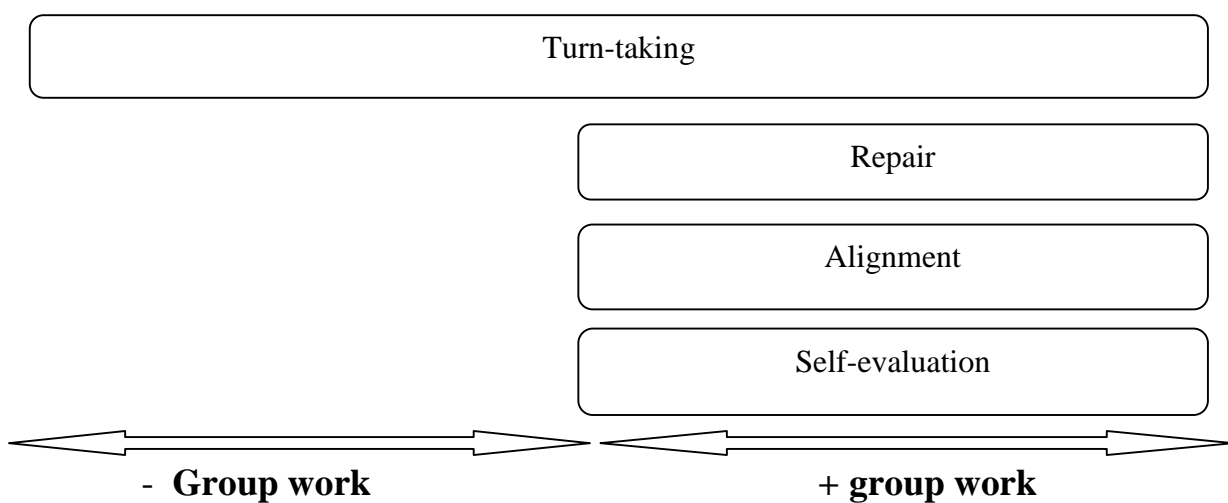 Turn-taking
Repair
Alignment
Self-evaluation
- Group work + group work